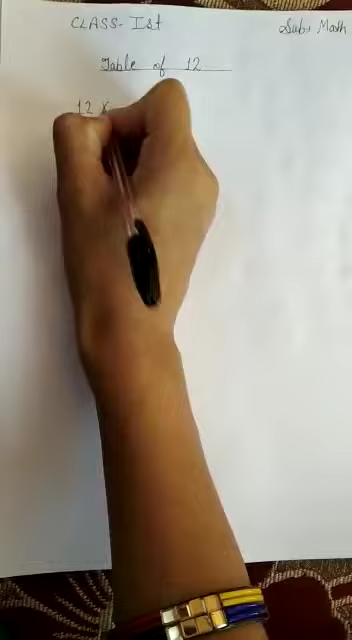 CLASS- Ist Sub:- Math
Table of 12
12 x